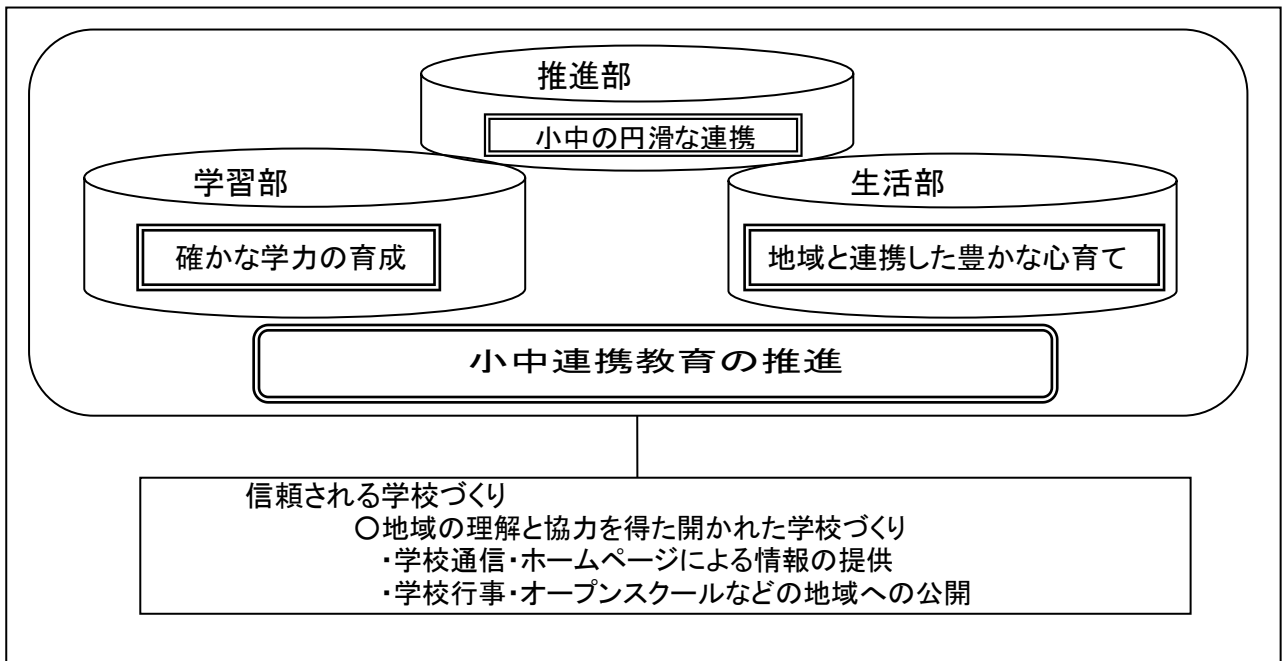 推進部
小中の円滑な連携
学習部
確かな学力の育成
生活部
地域と連携した豊かな心育て
小中連携教育の推進
信頼される学校づくり
○地域の理解と協力を得た開かれた学校づくり
・学校通信・ホームページによる情報の提供
・学校行事・オープンスクールなどの地域への公開